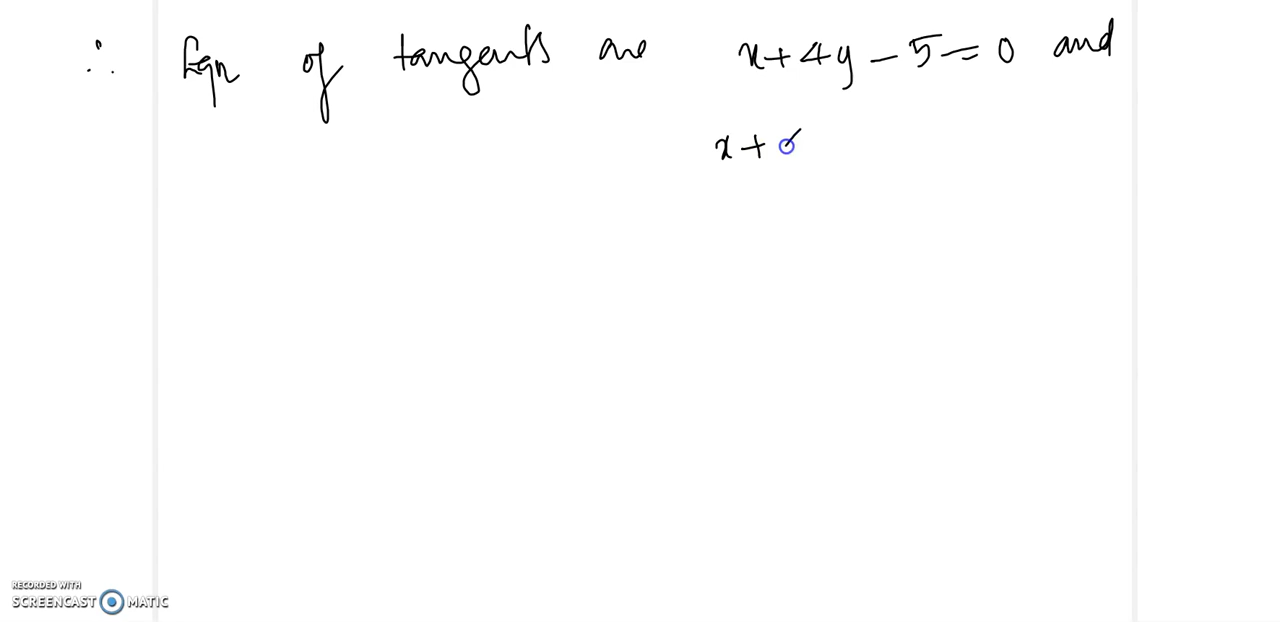 ∴ Eqn of tangents are x + 4y − 5 = 0 and
x +
RECORDED WITH
SCREENCAST MATIC